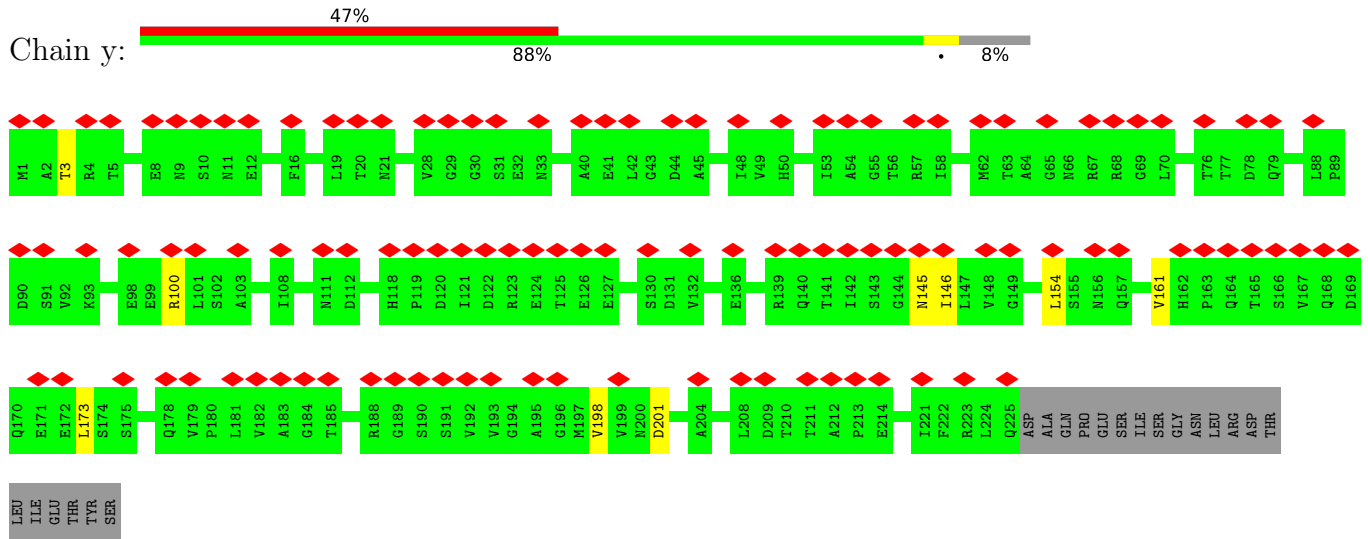 47%
Chain y:
88% • 8%
M1 A2 T3 R4 T5 E8 N9 S10 N11 E12 F16 L19 T20 N21 V28 G29 G30 S31 E32 N33 A40 E41 L42 G43 D44 A45 I48 V49 H50 I53 A54 G55 T56 R57 I58 M62 T63 A64 G65 N66 R67 R68 G69 L70 T76 T77 D78 Q79 L88 P89
D90 S91 V92 K93 E98 E99 R100 L101 S102 A103 I108 N111 D112 H118 P119 D120 I121 D122 R123 E124 T125 E126 E127 S130 D131 V132 E136 R139 Q140 T141 I142 S143 G144 N145 I146 L147 V148 G149 L154 S155 N156 Q157 V161 H162 P163 Q164 T165 S166 V167 Q168 D169
Q170 E171 E172 L173 S174 S175 Q178 V179 P180 L181 V182 A183 G184 T185 R188 G189 S190 S191 V192 V193 G194 A195 G196 M197 V198 V199 N200 D201 A204 L208 D209 T210 T211 A212 P213 E214 I221 F222 R223 L224 Q225 ASP ALA GLN PRO GLU SER ILE SER GLY ASN LEU ARG ASP THR
LEU ILE GLU THR TYR SER